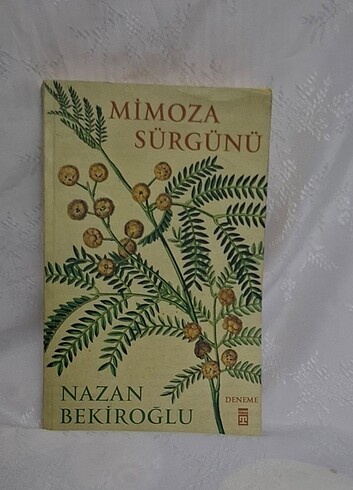 MİMOZA
SÜRGÜNÜ
NAZAN
BEKİROĞLU
DENEME